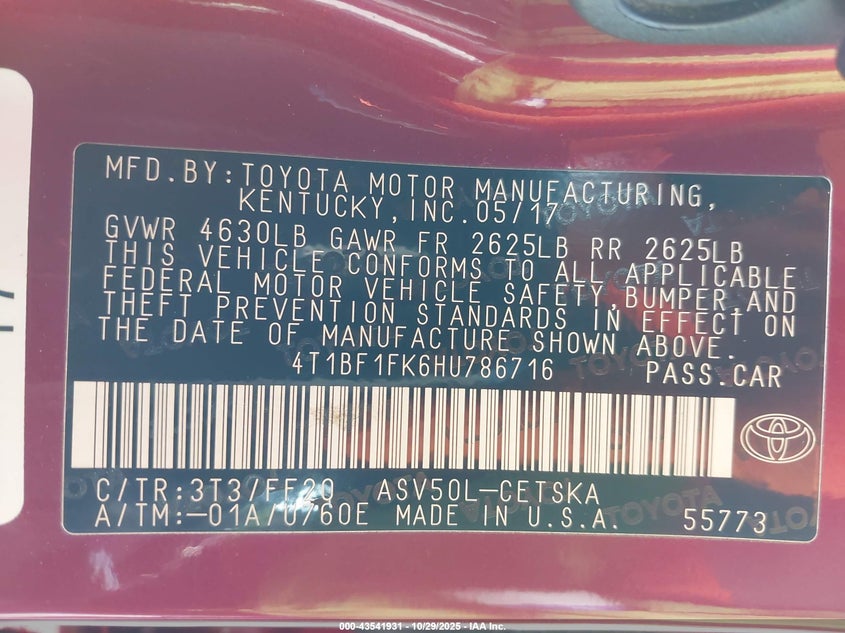 MFD.BY:TOYOTA MOTOR MANUFACTURING,
KENTUCKY,INC.05/17
GVWR 4630LB GAWR FR 2625LB RR 2625LB
THIS VEHICLE CONFORMS TO ALL APPLICABLE
FEDERAL MOTOR VEHICLE SAFETY,BUMPER,AND
THEFT PREVENTION STANDARDS IN EFFECT ON
THE DATE OF MANUFACTURE SHOWN ABOVE.
4T1BF1FK6HU786716 PASS.CAR
C/TR:3T3/FF20 ASV50L-CETSKA
A/TM:-01A/U760E MADE IN U.S.A. 55773
000-43541931 - 10/29/2025 - IAA Inc.